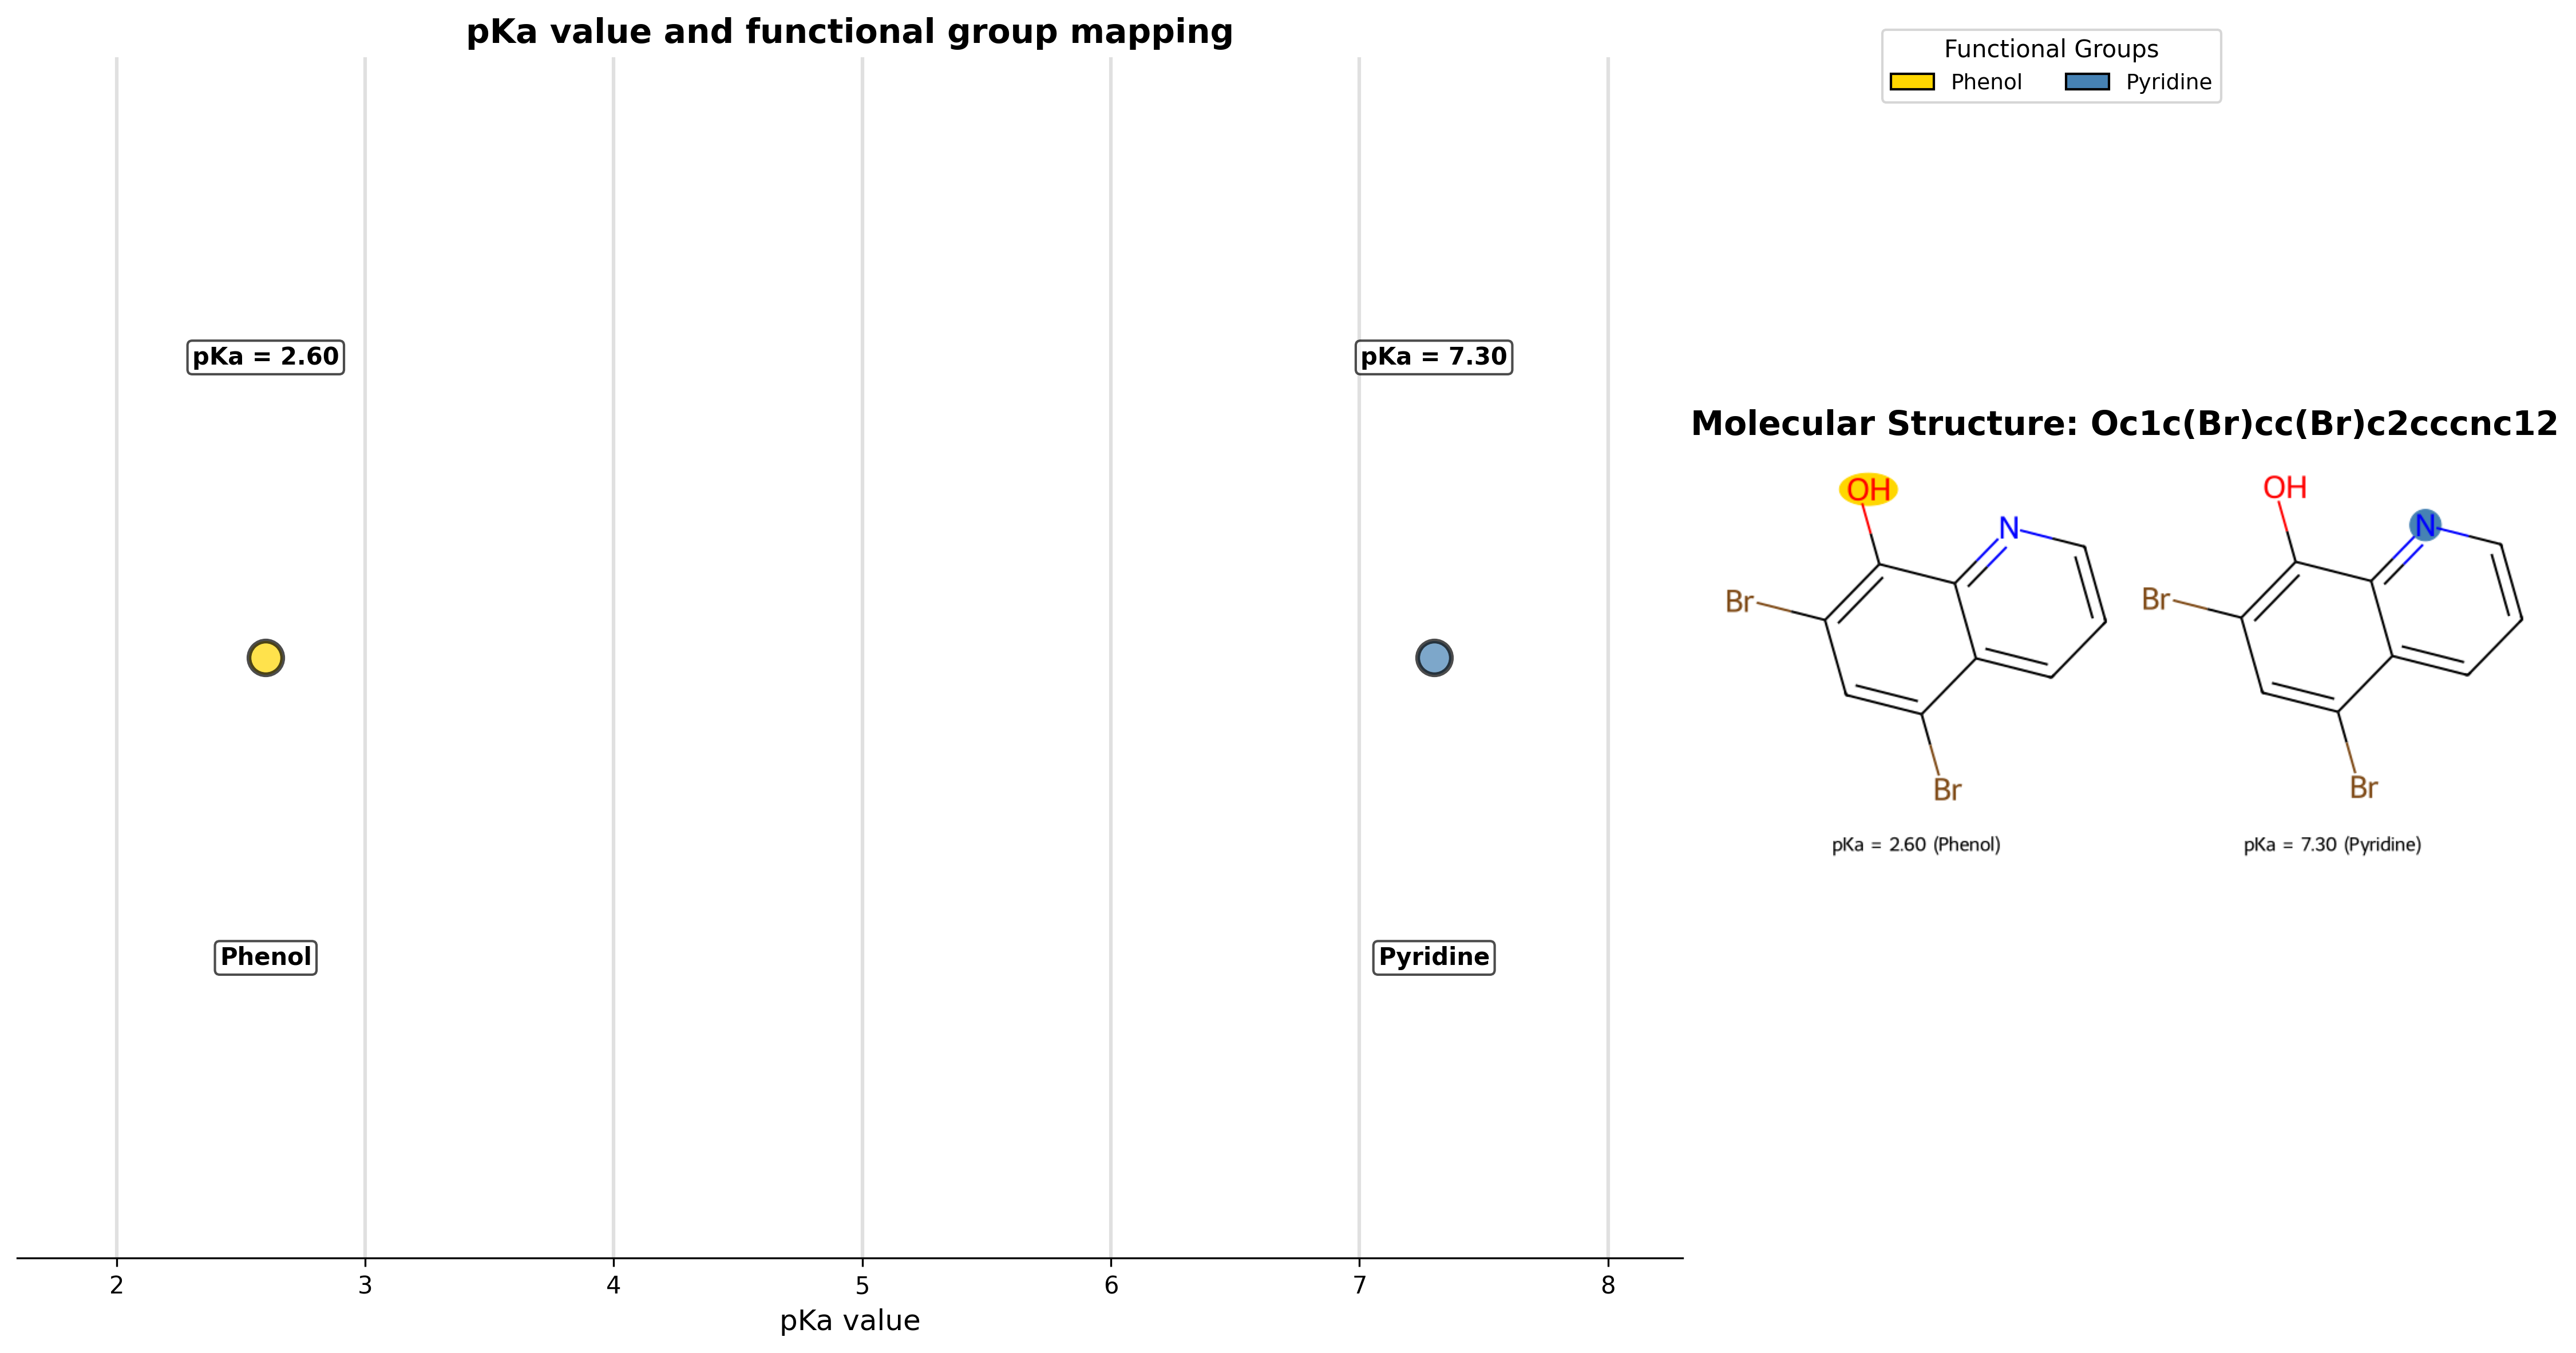 pKa value and functional group mapping
pKa = 2.60
pKa = 7.30
Phenol
Pyridine
2 3 4 5 6 7 8
pKa value
Functional Groups
Phenol Pyridine
Molecular Structure: Oc1c(Br)cc(Br)c2cccnc12
OH
N
Br
Br
pKa = 2.60 (Phenol)
OH
N
Br
Br
pKa = 7.30 (Pyridine)